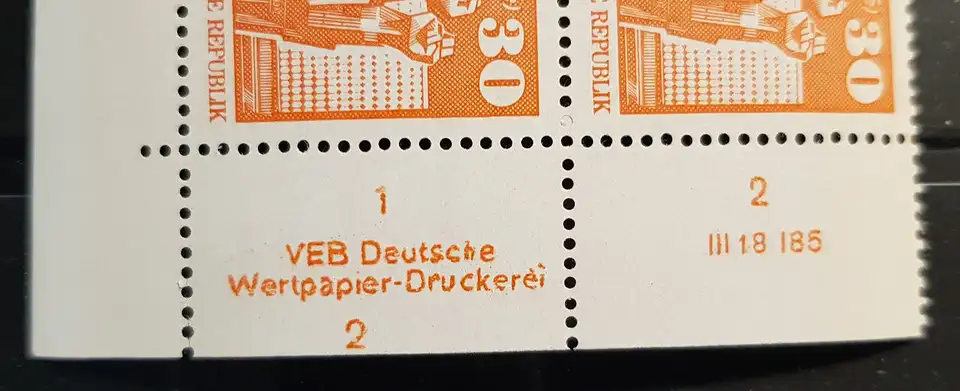 E REPUBLIK
30
E REPUBLIK
30
1
VEB Deutsche
Wertpapier-Druckerei
2
2
III 18 185